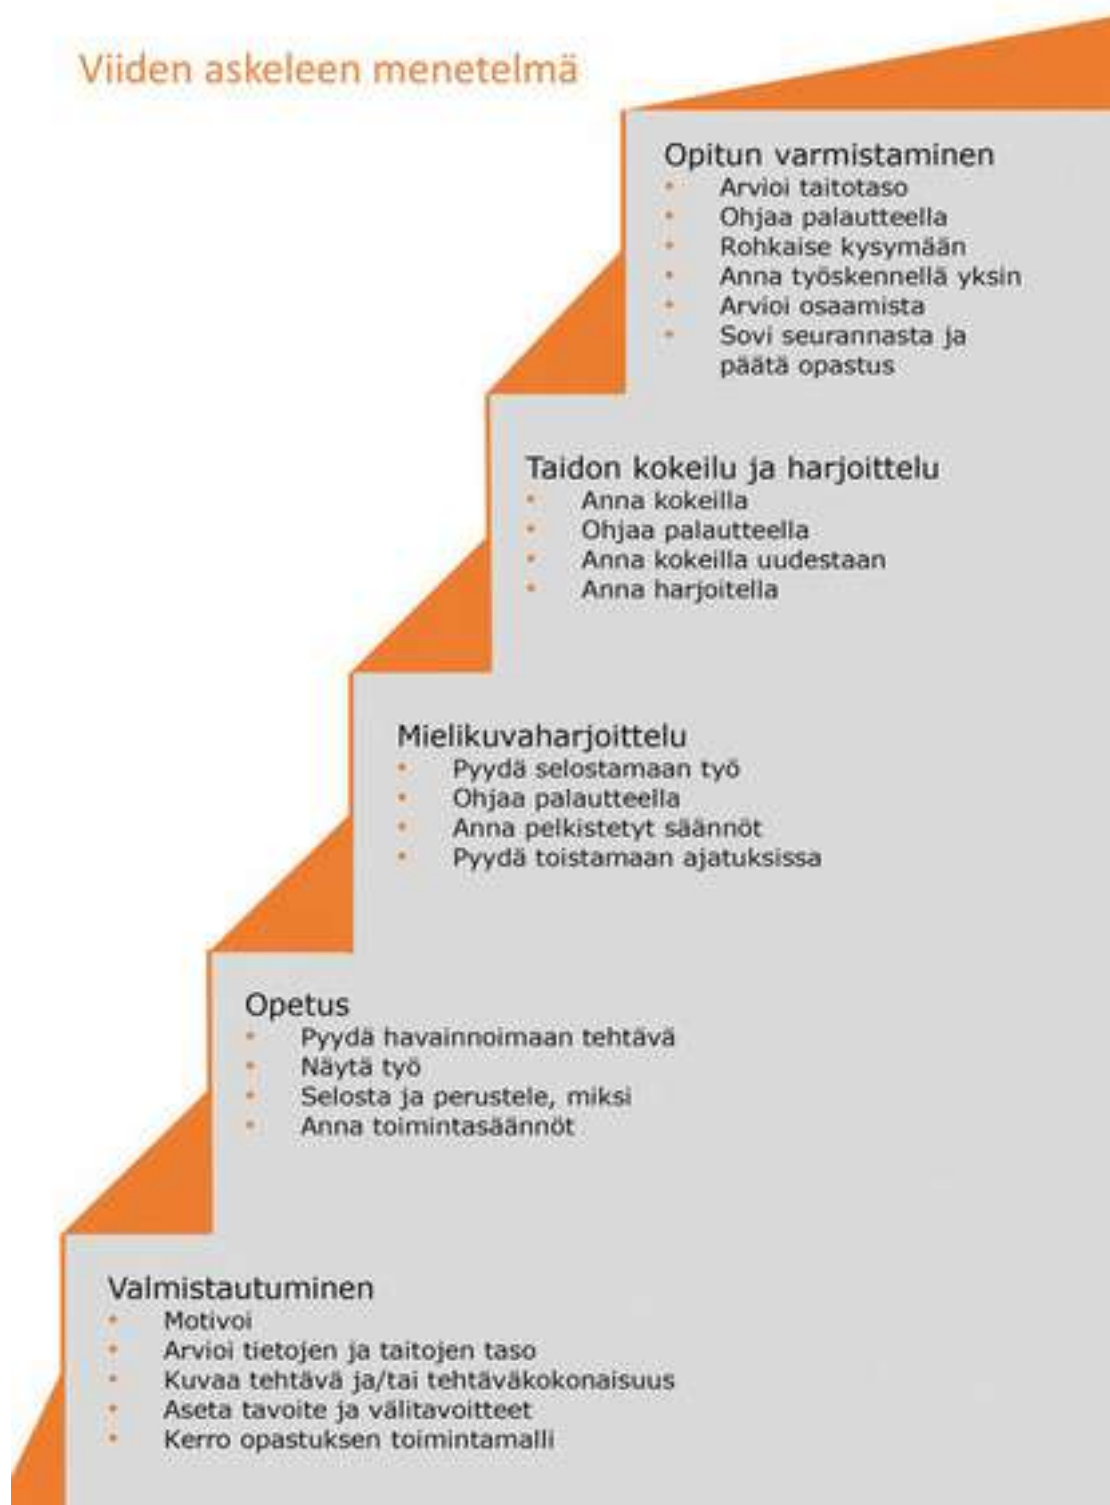 Viiden askeleen menetelmä
Opitun varmistaminen
• Arvioi taitotaso
• Ohjaa palautteella
• Rohkaise kysymään
• Anna työskennellä yksin
• Arvioi osaamista
• Sovi seurannasta ja
päätä opastus
Taidon kokeilu ja harjoittelu
• Anna kokeilla
• Ohjaa palautteella
• Anna kokeilla uudestaan
• Anna harjoitella
Mielikuvaharjoittelu
• Pyydä selostamaan työ
• Ohjaa palautteella
• Anna pelkistetyt säännöt
• Pyydä toistamaan ajatuksissa
Opetus
• Pyydä havainnoimaan tehtävä
• Näytä työ
• Selosta ja perustele, miksi
• Anna toimintasäännöt
Valmistautuminen
• Motivoi
• Arvioi tietojen ja taitojen taso
• Kuvaa tehtävä ja/tai tehtäväkokonaisuus
• Aseta tavoite ja välitavoitteet
• Kerro opastuksen toimintamalli